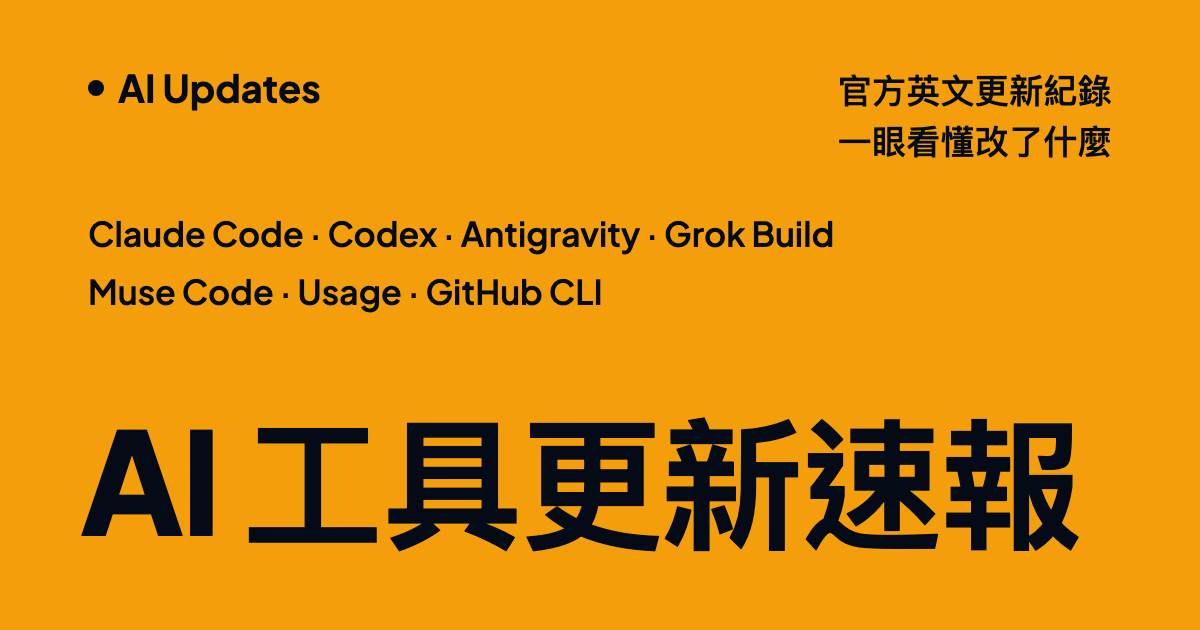 AI Updates
官方英文更新紀錄
一眼看懂改了什麼
Claude Code · Codex · Antigravity · Grok Build
Muse Code · Usage · GitHub CLI
AI 工具更新速報